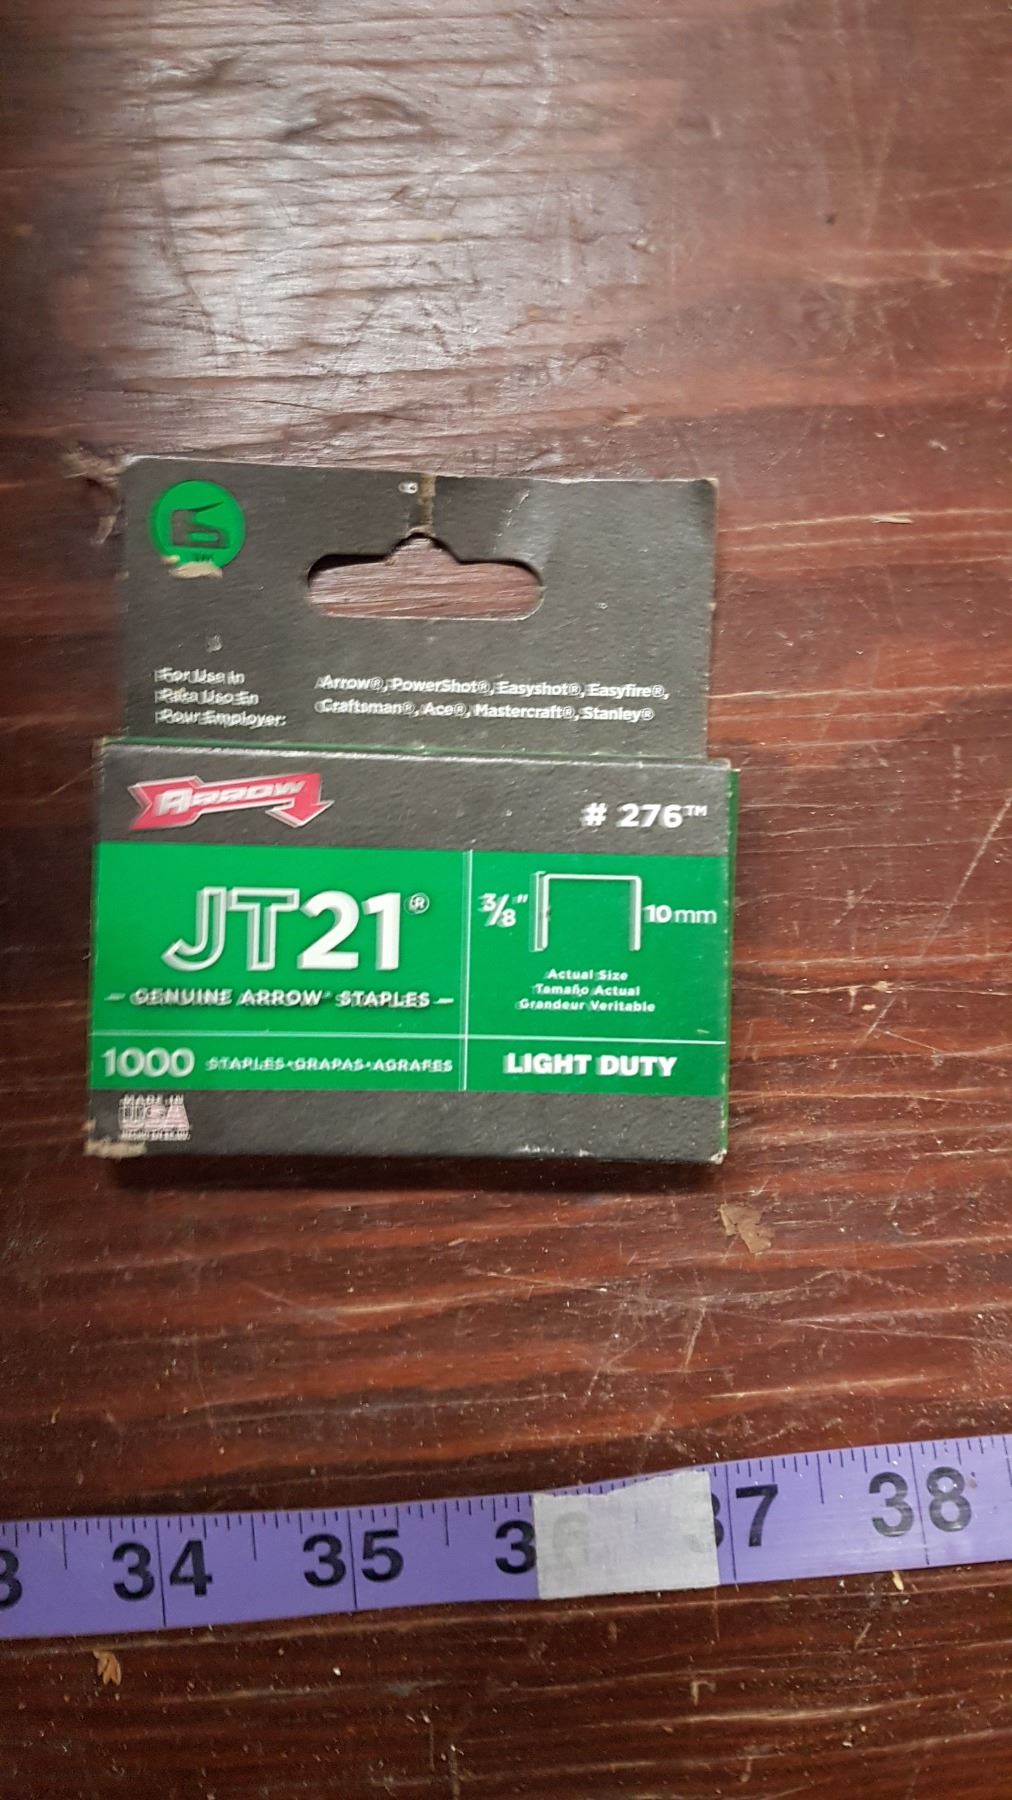 For Use In
Para Uso En
Pour Employer:
Arrow®, PowerShot®, Easyshot®, Easyfire®,
Craftsman®, Ace®, Mastercraft®, Stanley®
ARROW
# 276™
JT21®
GENUINE ARROW® STAPLES
3/8"
10mm
Actual Size
Tamaño Actual
Grandeur Veritable
1000 STAPLES•GRAPAS•AGRAFES
LIGHT DUTY
MADE IN
USA
34 35 36 37 38